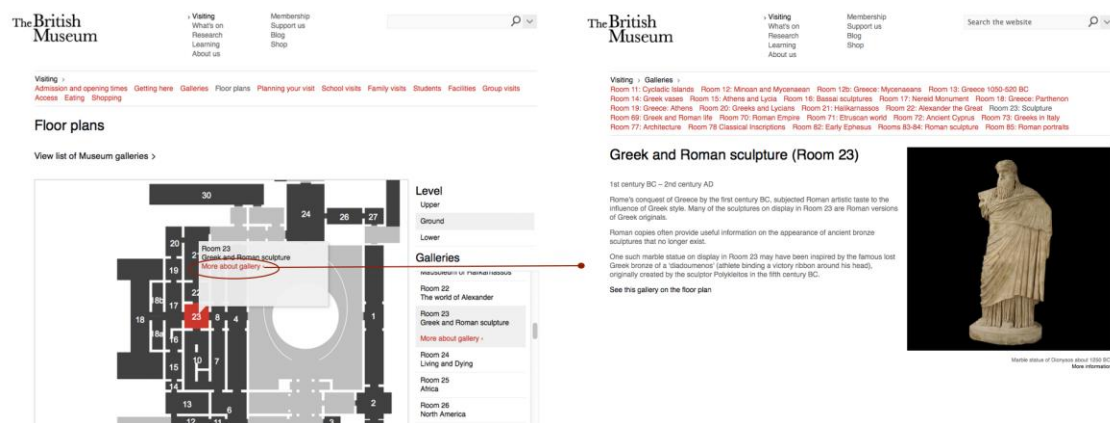 The British
Museum
› Visiting
What's on
Research
Learning
About us
Membership
Support us
Blog
Shop
Visiting ›
Admission and opening times Getting here Galleries Floor plans Planning your visit School visits Family visits Students Facilities Group visits
Access Eating Shopping
Floor plans
View list of Museum galleries >
30
24
26
27
20
21
19
Room 23
Greek and Roman sculpture
More about gallery
22
18b
17
18
23
8
4
1
18a
16
10
7
15
14
13
6
2
12
11
3
Level
Upper
Ground
Lower
Galleries
Mausoleum of Halikarnassos
Room 22
The world of Alexander
Room 23
Greek and Roman sculpture
More about gallery ›
Room 24
Living and Dying
Room 25
Africa
Room 26
North America
The British
Museum
› Visiting
What's on
Research
Learning
About us
Membership
Support us
Blog
Shop
Search the website
Visiting › Galleries ›
Room 11: Cycladic Islands Room 12: Minoan and Mycenaean Room 12b: Greece: Mycenaeans Room 13: Greece 1050-520 BC
Room 14: Greek vases Room 15: Athens and Lycia Room 16: Bassai sculptures Room 17: Nereid Monument Room 18: Greece: Parthenon
Room 19: Greece: Athens Room 20: Greeks and Lycians Room 21: Halikarnassos Room 22: Alexander the Great Room 23: Sculpture
Room 69: Greek and Roman life Room 70: Roman Empire Room 71: Etruscan world Room 72: Ancient Cyprus Room 73: Greeks in Italy
Room 77: Architecture Room 78 Classical Inscriptions Room 82: Early Ephesus Rooms 83-84: Roman sculpture Room 85: Roman portraits
Greek and Roman sculpture (Room 23)
1st century BC – 2nd century AD
Rome's conquest of Greece by the first century BC, subjected Roman artistic taste to the
influence of Greek style. Many of the sculptures on display in Room 23 are Roman versions
of Greek originals.
Roman copies often provide useful information on the appearance of ancient bronze
sculptures that no longer exist.
One such marble statue on display in Room 23 may have been inspired by the famous lost
Greek bronze of a 'diadoumenos' (athlete binding a victory ribbon around his head),
originally created by the sculptor Polykleitos in the fifth century BC.
See this gallery on the floor plan
Marble statue of Dionysos about
More information